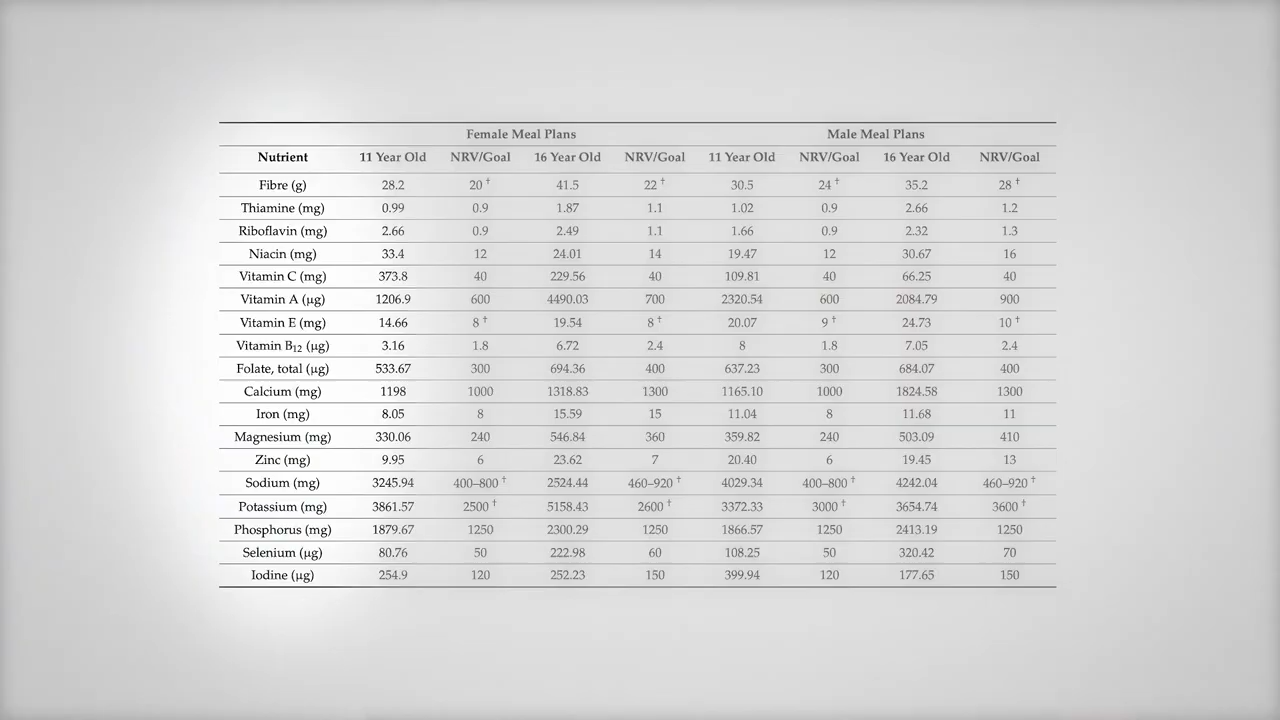 Female Meal Plans Male Meal Plans
Nutrient 11 Year Old NRV/Goal 16 Year Old NRV/Goal 11 Year Old NRV/Goal 16 Year Old NRV/Goal
Fibre (g) 28.2 20 † 41.5 22 † 30.5 24 † 35.2 28 †
Thiamine (mg) 0.99 0.9 1.87 1.1 1.02 0.9 2.66 1.2
Riboflavin (mg) 2.66 0.9 2.49 1.1 1.66 0.9 2.32 1.3
Niacin (mg) 33.4 12 24.01 14 19.47 12 30.67 16
Vitamin C (mg) 373.8 40 229.56 40 109.81 40 66.25 40
Vitamin A (µg) 1206.9 600 4490.03 700 2320.54 600 2084.79 900
Vitamin E (mg) 14.66 8 † 19.54 8 † 20.07 9 † 24.73 10 †
Vitamin B12 (µg) 3.16 1.8 6.72 2.4 8 1.8 7.05 2.4
Folate, total (µg) 533.67 300 694.36 400 637.23 300 684.07 400
Calcium (mg) 1198 1000 1318.83 1300 1165.10 1000 1824.58 1300
Iron (mg) 8.05 8 15.59 15 11.04 8 11.68 11
Magnesium (mg) 330.06 240 546.84 360 359.82 240 503.09 410
Zinc (mg) 9.95 6 23.62 7 20.40 6 19.45 13
Sodium (mg) 3245.94 400–800 † 2524.44 460–920 † 4029.34 400–800 † 4242.04 460–920 †
Potassium (mg) 3861.57 2500 † 5158.43 2600 † 3372.33 3000 † 3654.74 3600 †
Phosphorus (mg) 1879.67 1250 2300.29 1250 1866.57 1250 2413.19 1250
Selenium (µg) 80.76 50 222.98 60 108.25 50 320.42 70
Iodine (µg) 254.9 120 252.23 150 399.94 120 177.65 150